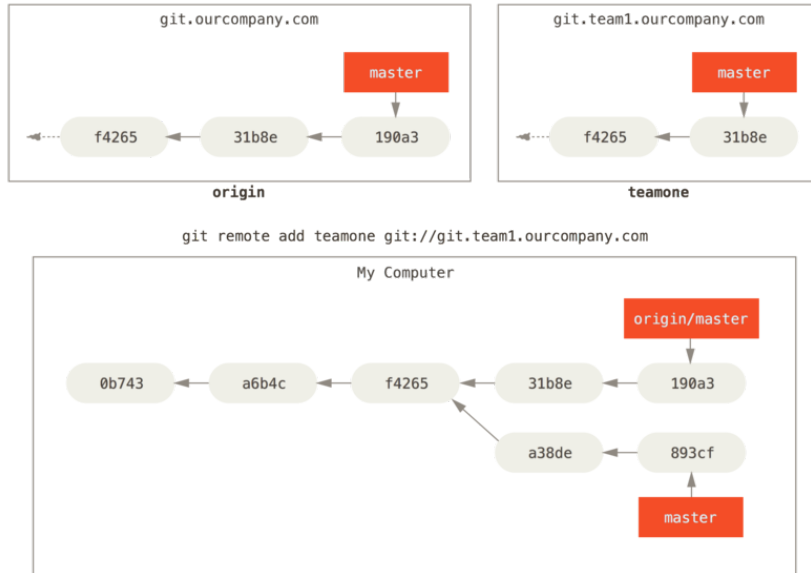 git.ourcompany.com
master
f4265
31b8e
190a3
origin
git.team1.ourcompany.com
master
f4265
31b8e
teamone
git remote add teamone git://git.team1.ourcompany.com
My Computer
origin/master
0b743
a6b4c
f4265
31b8e
190a3
a38de
893cf
master